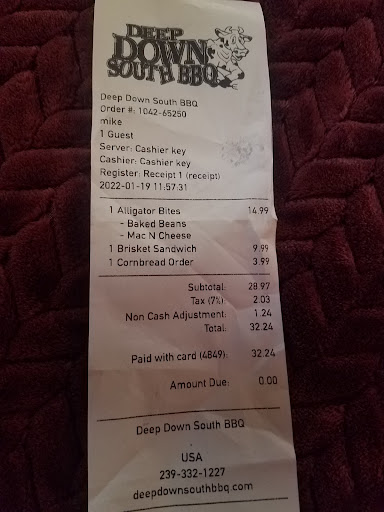 DEEP
DOWN
SOUTH BBQ
Deep Down South BBQ
Order #: 1042-65250
mike
1 Guest
Server: Cashier key
Cashier: Cashier key
Register: Receipt 1 (receipt)
2022-01-19 11:57:31
1 Alligator Bites 14.99
- Baked Beans
- Mac N Cheese
1 Brisket Sandwich 9.99
1 Cornbread Order 3.99
Subtotal: 28.97
Tax (7%): 2.03
Non Cash Adjustment: 1.24
Total: 32.24
Paid with card (4849): 32.24
Amount Due: 0.00
Deep Down South BBQ
,
USA
239-332-1227
deepdownsouthbbq.com